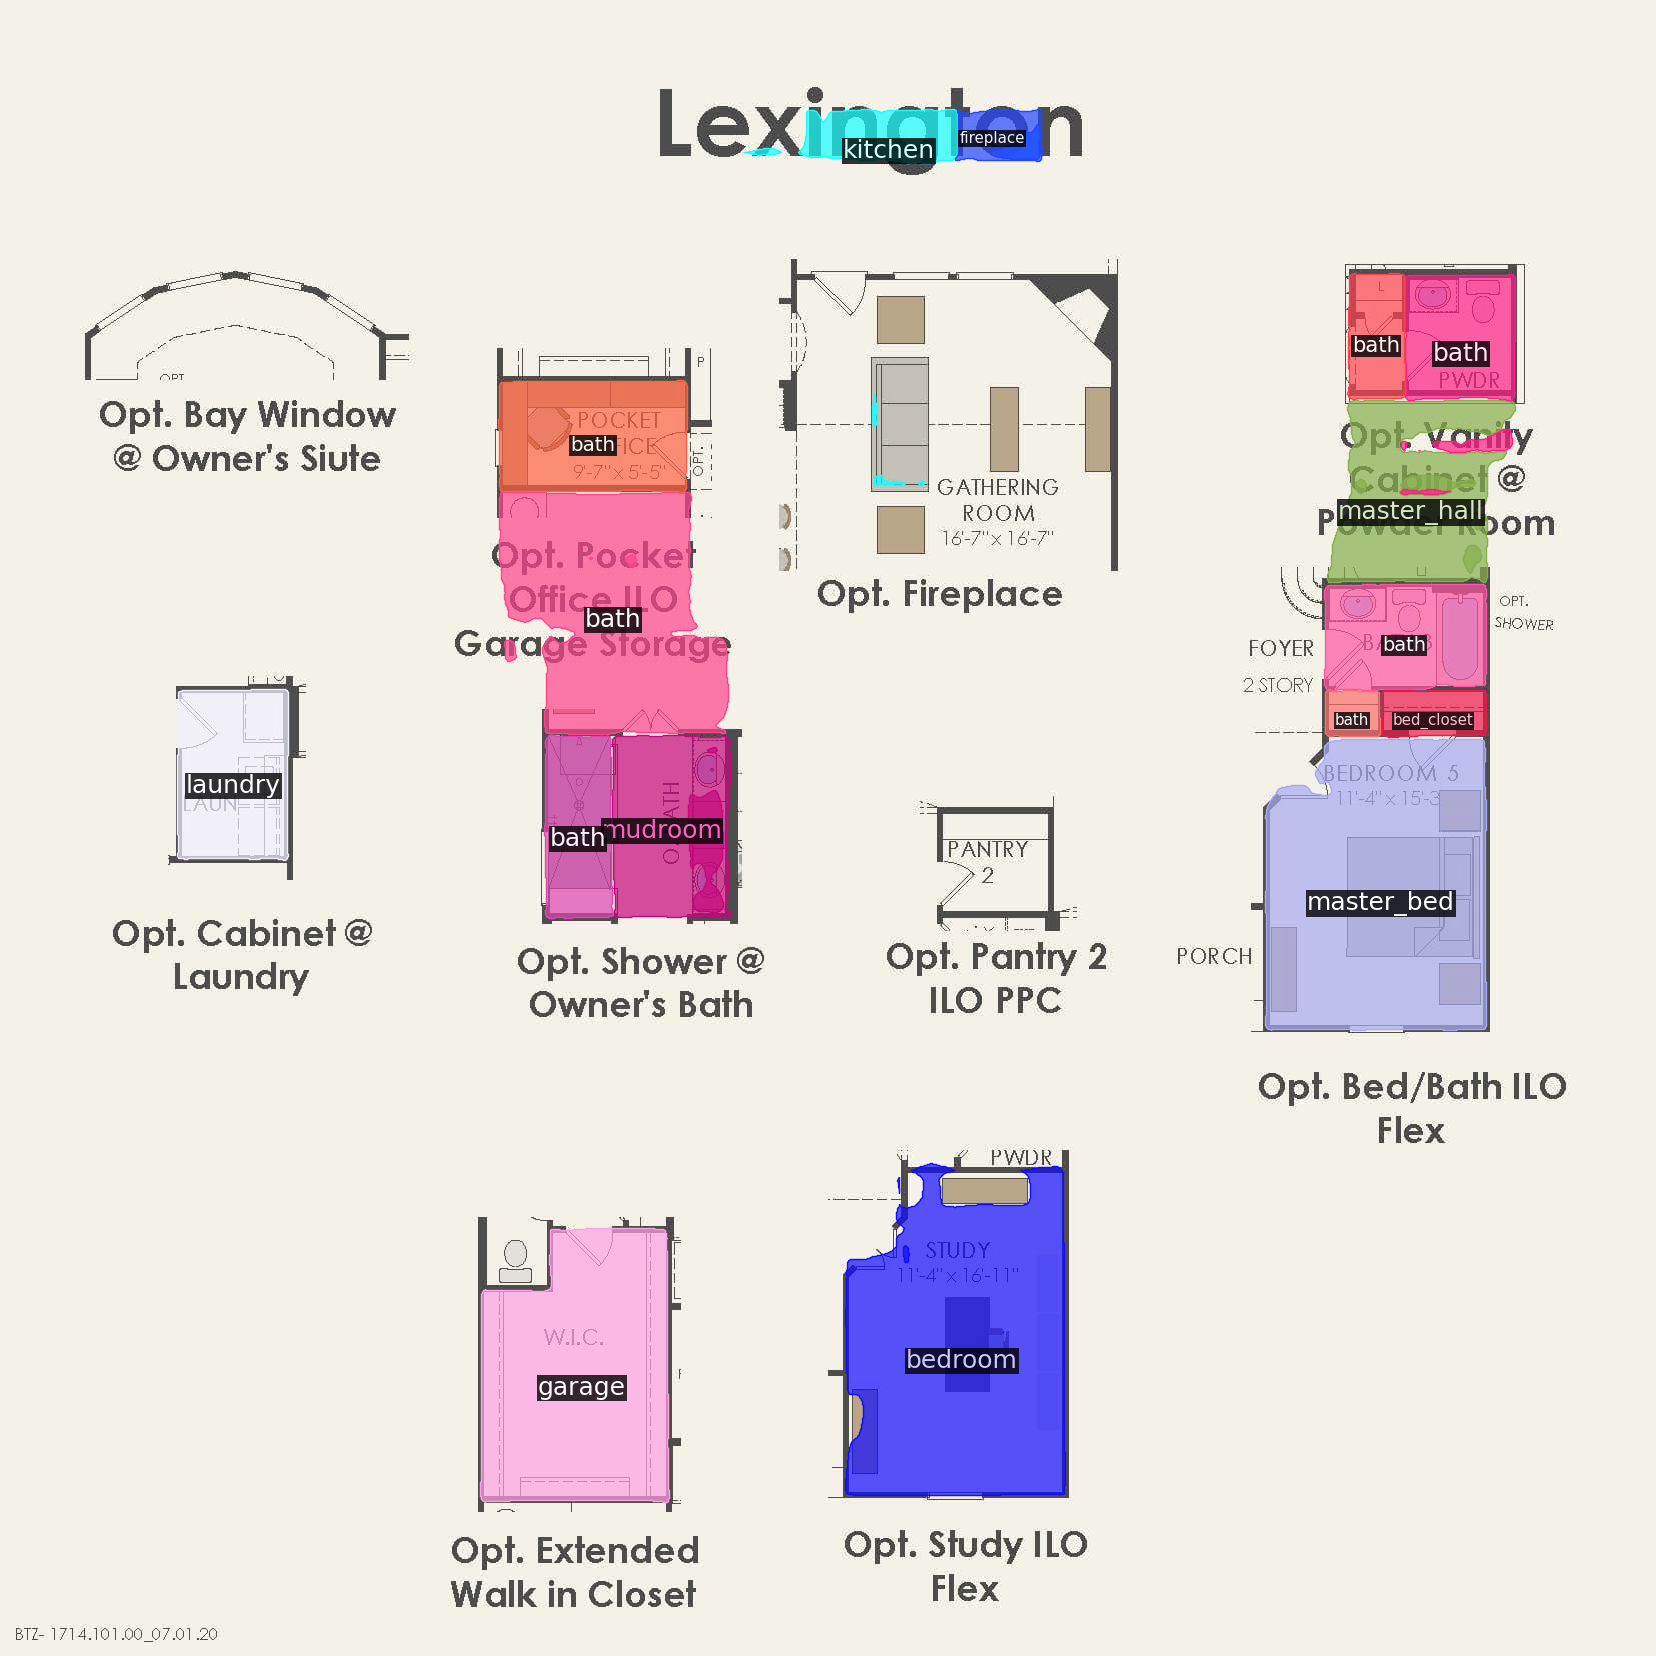 Lexington
kitchen
fireplace
OPT
Opt. Bay Window
@ Owner's Siute
P
POCKET
bath
9'-7" x 5'-5"
OPT.
Opt. Pocket
Office ILO
bath
Garage Storage
GATHERING
ROOM
16'-7" x 16'-7"
Opt. Fireplace
L
bath
bath
PWDR
Opt. Vanity
Cabinet @
master_hall
Powder Room
OPT.
SHOWER
FOYER
2 STORY
bath
bath
bed_closet
BEDROOM 5
11'-4" x 15'-3
master_bed
PORCH
Opt. Bed/Bath ILO
Flex
laundry
LAUN
Opt. Cabinet @
Laundry
bath
mudroom
Opt. Shower @
Owner's Bath
PANTRY
2
Opt. Pantry 2
ILO PPC
W.I.C.
garage
Opt. Extended
Walk in Closet
PWDR
STUDY
11'-4" x 16'-11"
bedroom
Opt. Study ILO
Flex
BTZ- 1714.101.00_07.01.20